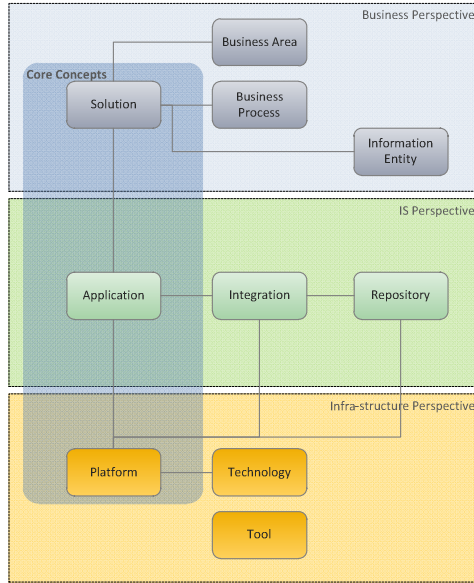 Business Perspective
Business Area
Core Concepts
Solution
Business
Process
Information
Entity
IS Perspective
Application
Integration
Repository
Infra-structure Perspective
Platform
Technology
Tool